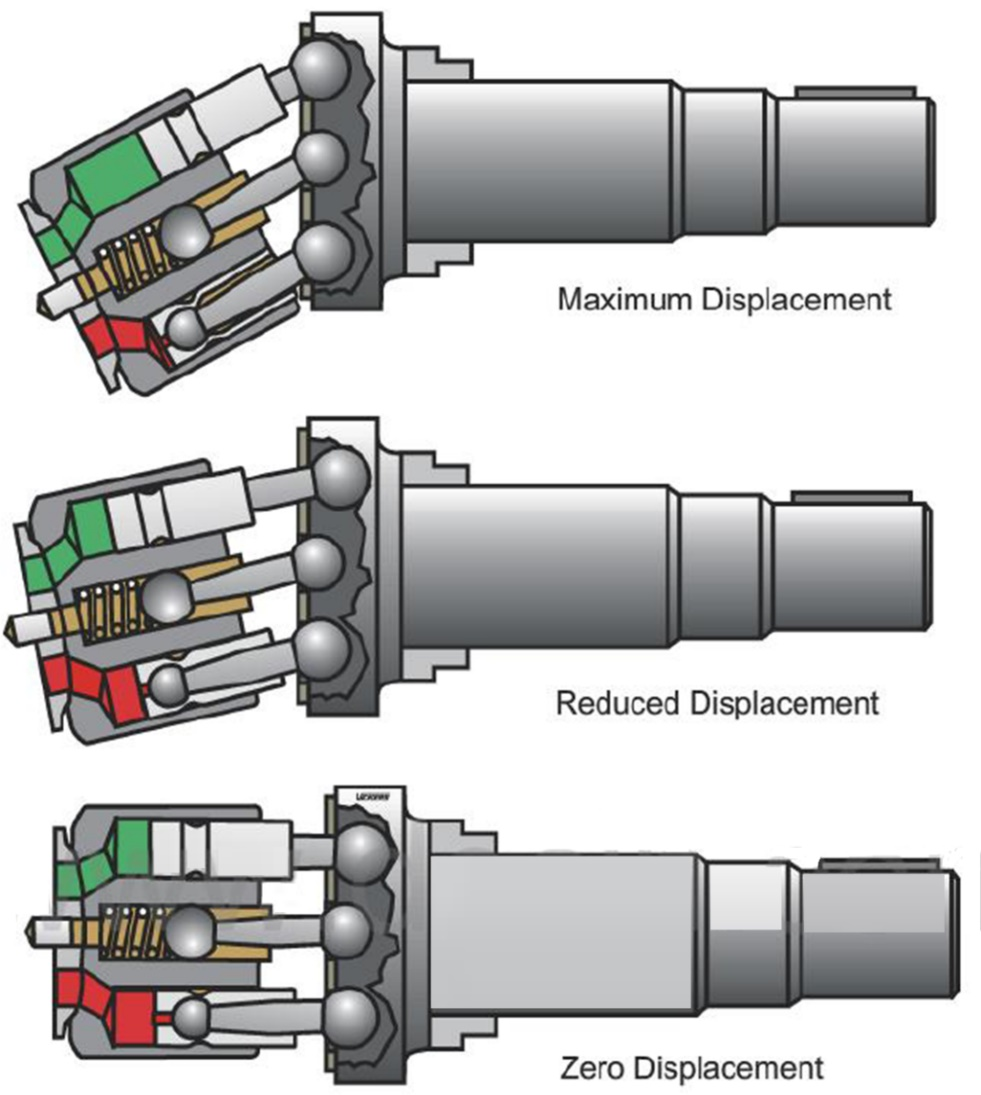 Maximum Displacement
Reduced Displacement
Zero Displacement